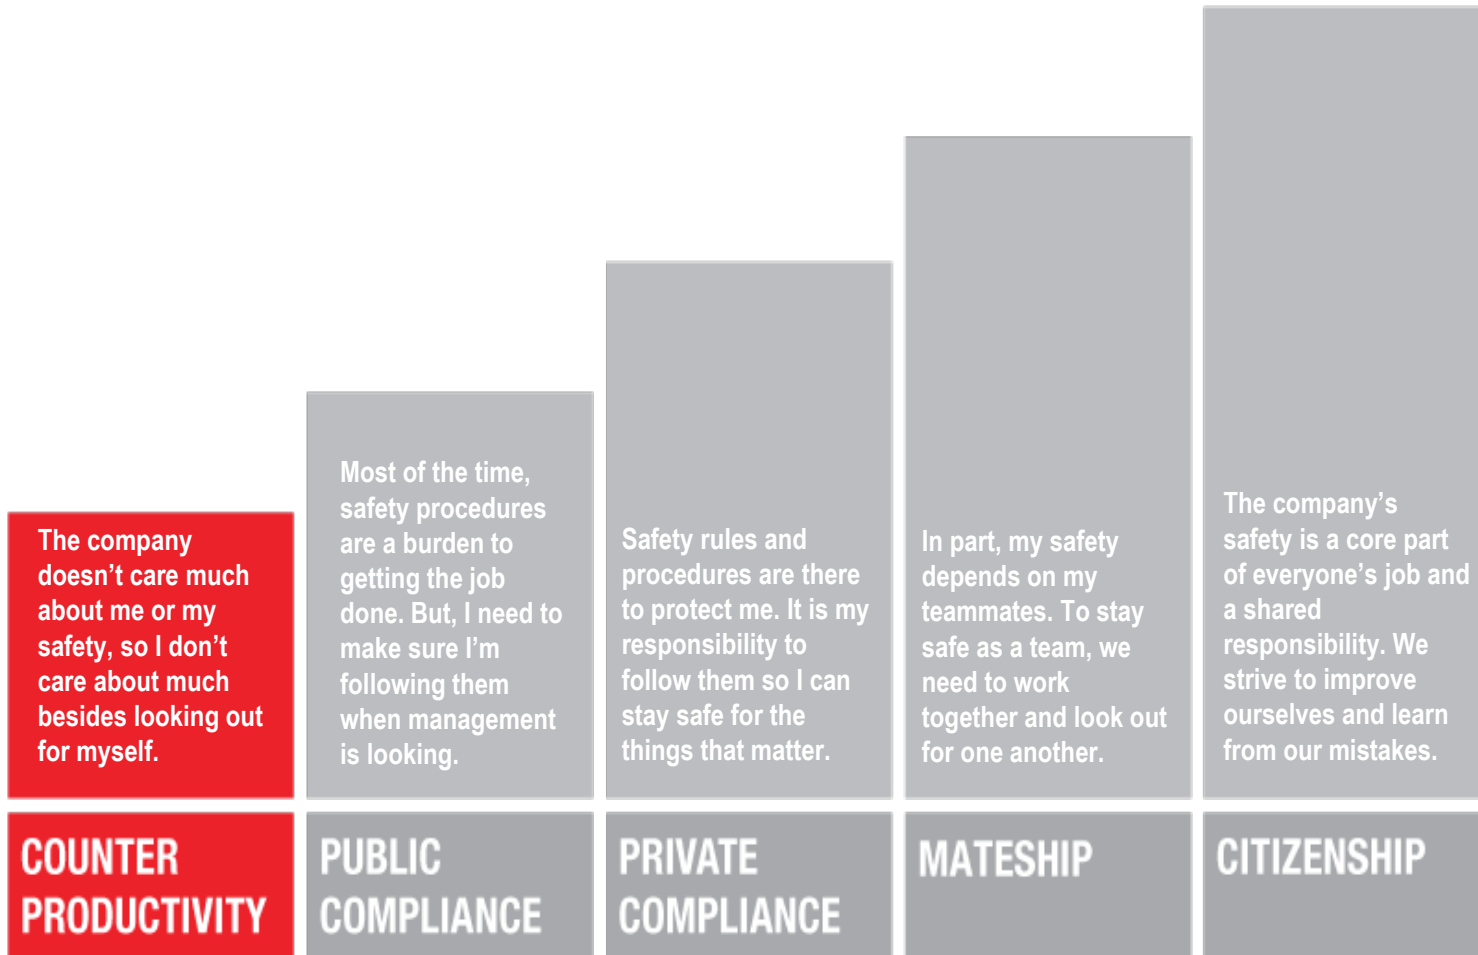 The company
doesn't care much
about me or my
safety, so I don't
care about much
besides looking out
for myself.
COUNTER
PRODUCTIVITY
Most of the time,
safety procedures
are a burden to
getting the job
done. But, I need to
make sure I'm
following them
when management
is looking.
PUBLIC
COMPLIANCE
Safety rules and
procedures are there
to protect me. It is my
responsibility to
follow them so I can
stay safe for the
things that matter.
PRIVATE
COMPLIANCE
In part, my safety
depends on my
teammates. To stay
safe as a team, we
need to work
together and look out
for one another.
MATESHIP
The company's
safety is a core part
of everyone's job and
a shared
responsibility. We
strive to improve
ourselves and learn
from our mistakes.
CITIZENSHIP